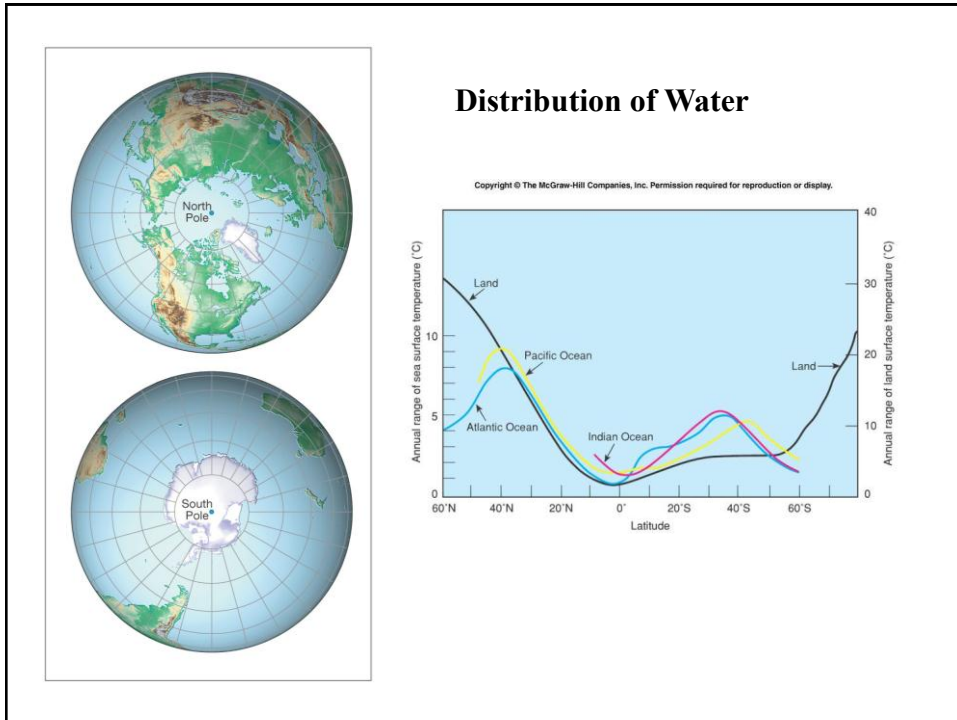 Distribution of Water
North
Pole
South
Pole
Copyright © The McGraw-Hill Companies, Inc. Permission required for reproduction or display.
Annual range of sea surface temperature (˚C)
10
5
0
Land
Pacific Ocean
Atlantic Ocean
Indian Ocean
Land
40
30
20
10
0
Annual range of land surface temperature (˚C)
60˚N 40˚N 20˚N 0˚ 20˚S 40˚S 60˚S
Latitude